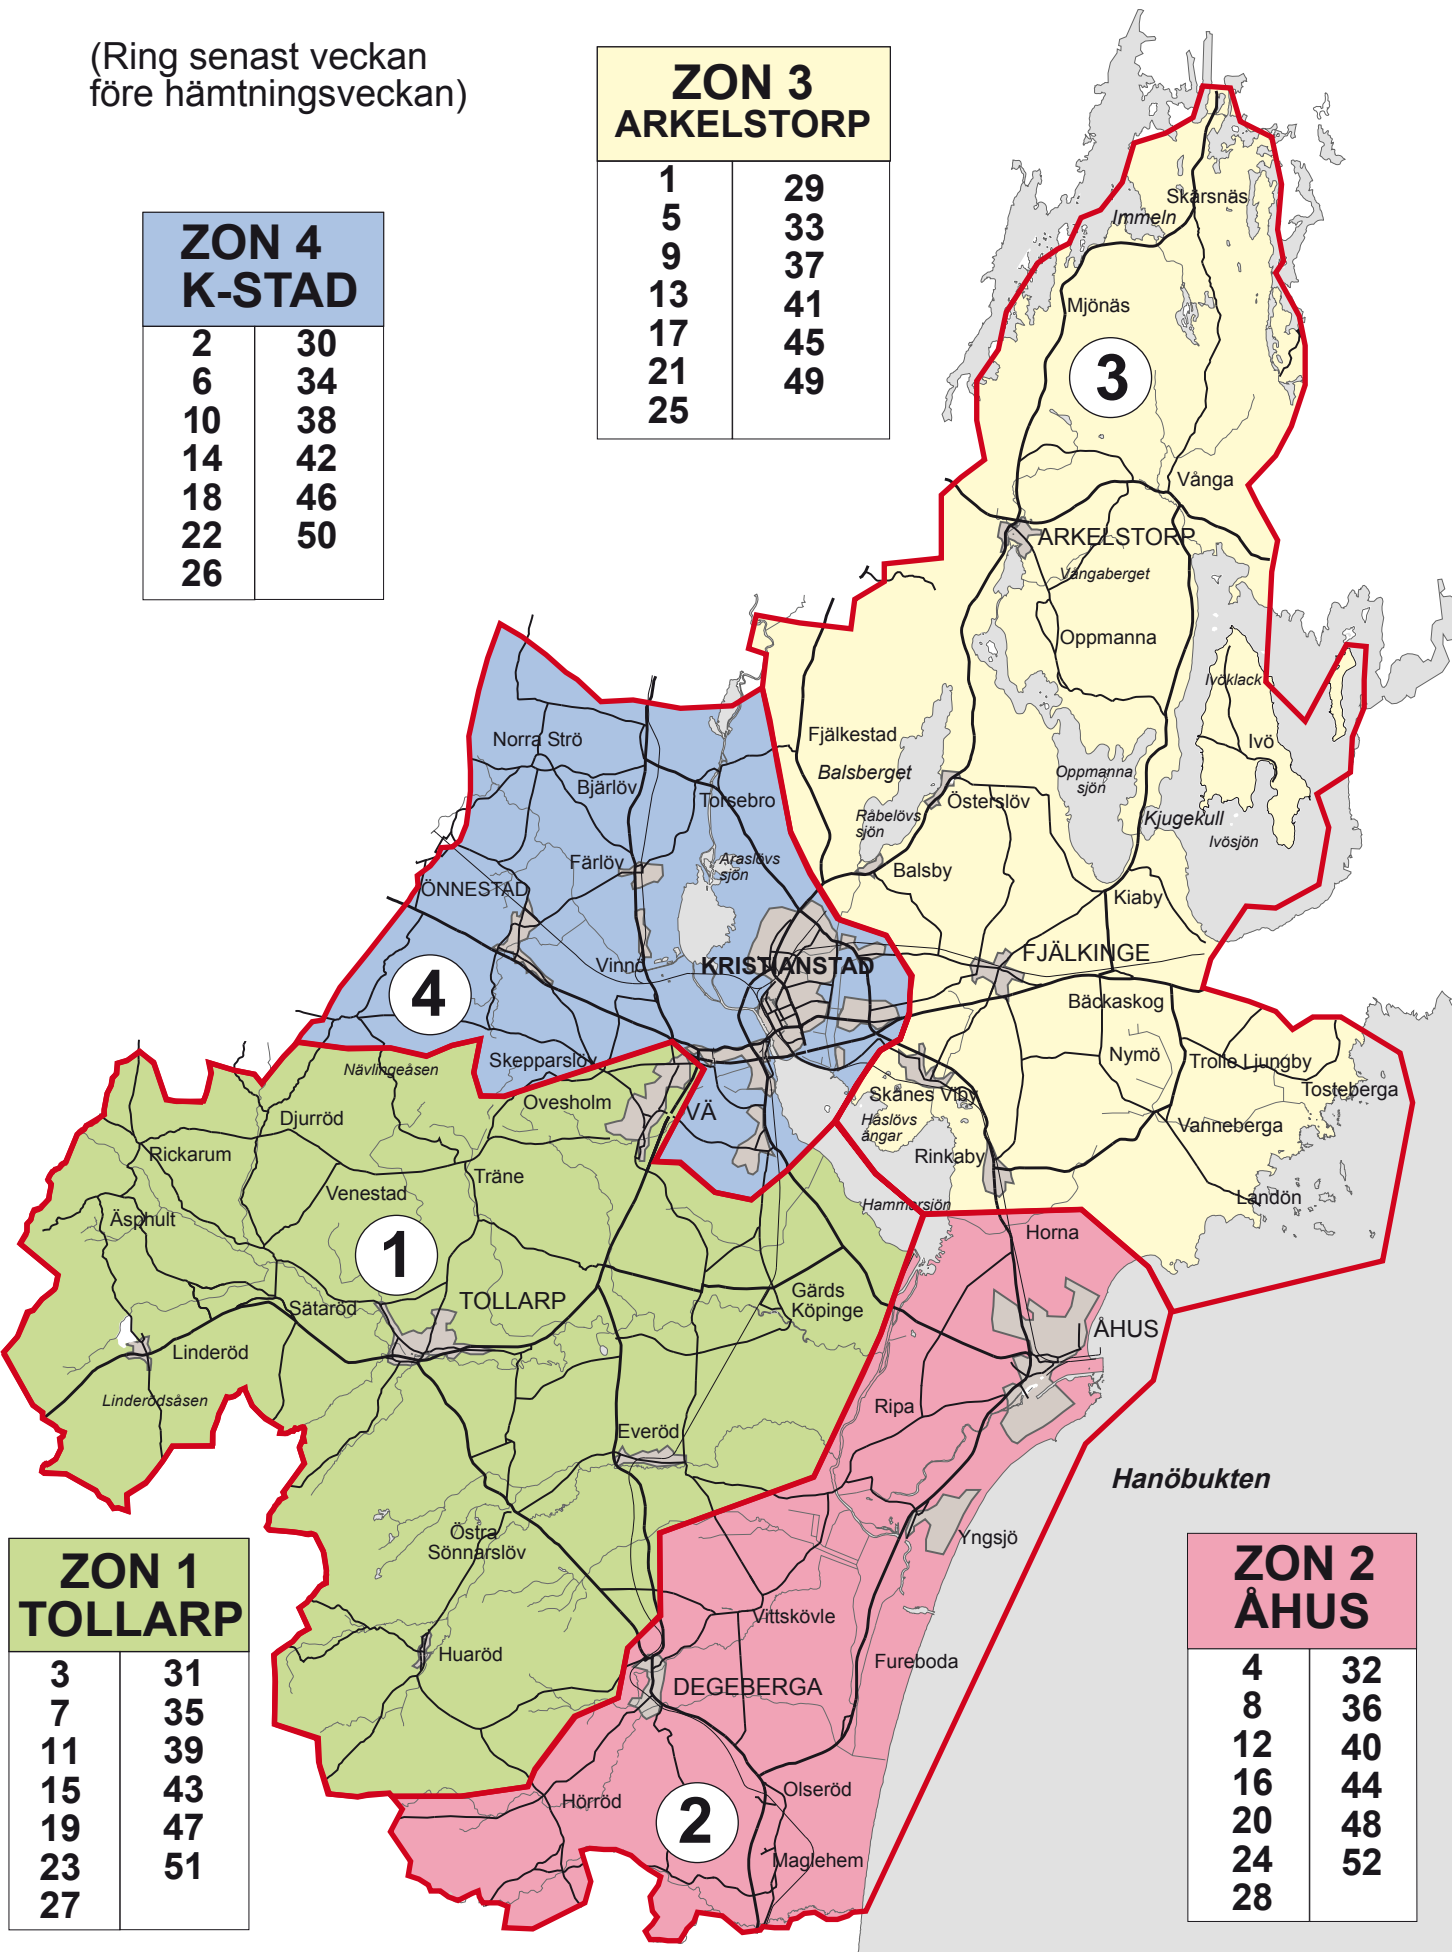 (Ring senast veckan
före hämtningsveckan)
ZON 3
ARKELSTORP
1 29
5 33
9 37
13 41
17 45
21 49
25
ZON 4
K-STAD
2 30
6 34
10 38
14 42
18 46
22 50
26
Skärsnäs
Immeln
Mjönäs
3
Vånga
ARKELSTORP
Vångaberget
Oppmanna
Ivöklack
Ivö
Fjälkestad
Balsberget
Oppmanna
sjön
Österslöv
Råbelövs
sjön
Kjugekull
Ivösjön
Balsby
Kiaby
FJÄLKINGE
Bäckaskog
Nymö
Trolle Ljungby
Tosteberga
Skånes Viby
Håslövs
ängar
Vanneberga
Rinkaby
Landön
Hammarsjön
Norra Strö
Bjärlöv
Torsebro
Färlöv
Araslövs
sjön
ÖNNESTAD
Vinnö
KRISTIANSTAD
4
Skepparslöv
Nävlingeåsen
Ovesholm
VÄ
Djurröd
Rickarum
Träne
Venestad
Äsphult
1
Gärds
Köpinge
Sätaröd
TOLLARP
Linderöd
Linderödsåsen
Everöd
Östra
Sönnarslöv
Huaröd
Horna
ÅHUS
Ripa
Hanöbukten
Yngsjö
Vittskövle
Fureboda
DEGEBERGA
Olseröd
Hörröd
2
Maglehem
ZON 1
TOLLARP
3 31
7 35
11 39
15 43
19 47
23 51
27
ZON 2
ÅHUS
4 32
8 36
12 40
16 44
20 48
24 52
28